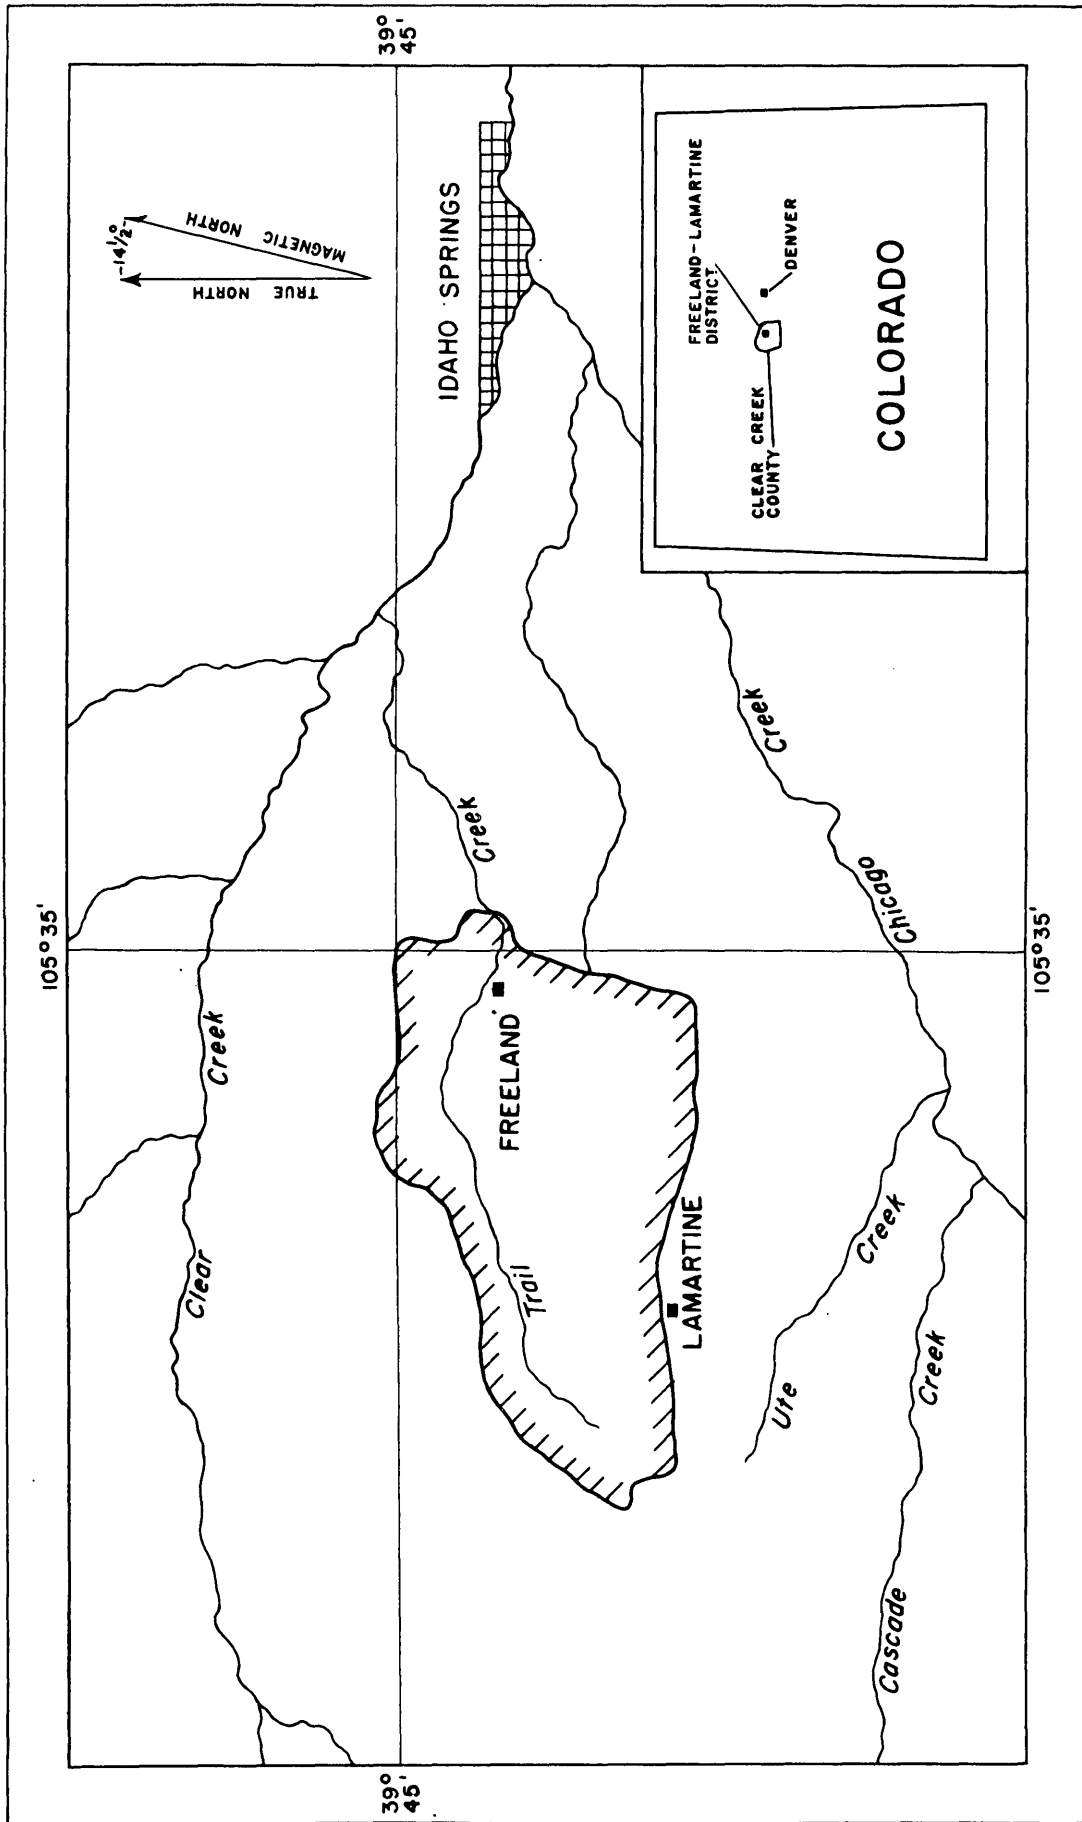 105° 35'
39°
45'
39°
45'
14½°
TRUE NORTH
MAGNETIC NORTH
IDAHO SPRINGS
Clear
Creek
Creek
Trail
FREELAND
LAMARTINE
Creek
Chicago
Ute
Creek
Cascade
Creek
FREELAND-LAMARTINE
DISTRICT
DENVER
CLEAR CREEK
COUNTY
COLORADO
105° 35'